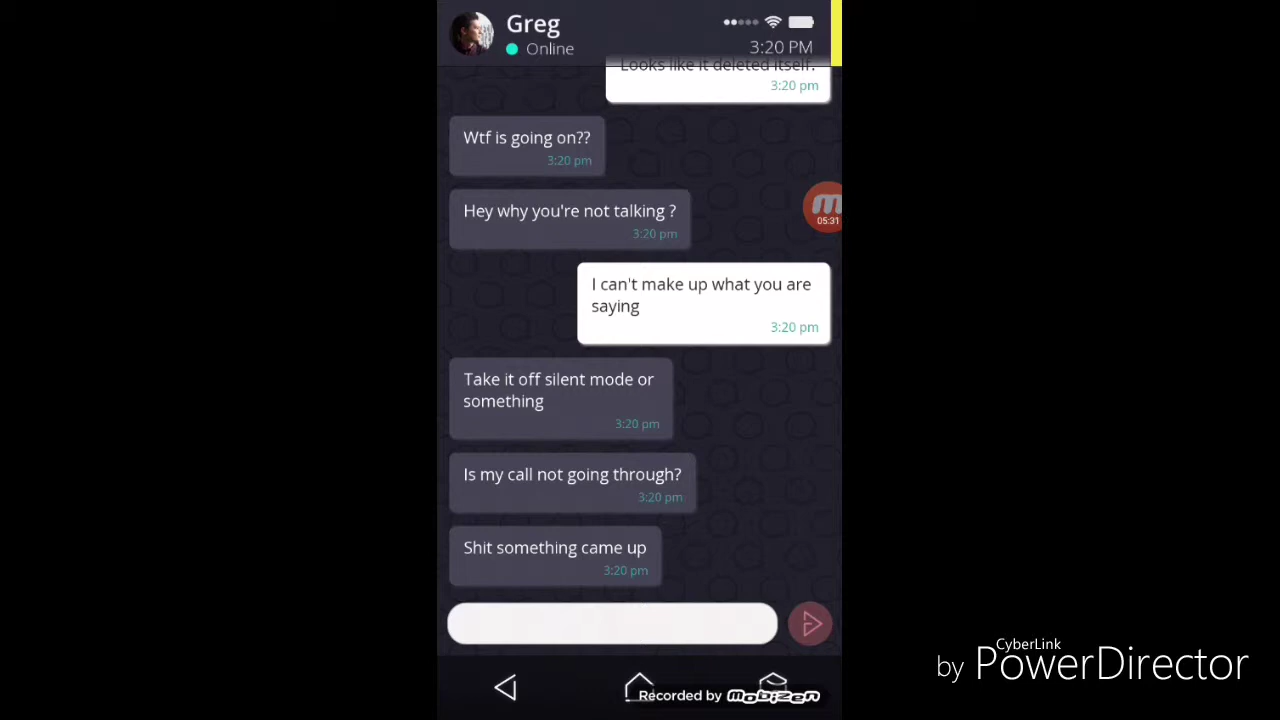 Greg
Online
3:20 PM
Looks like it deleted itself.
3:20 pm
Wtf is going on??
3:20 pm
Hey why you're not talking ?
3:20 pm
05:31
I can't make up what you are
saying
3:20 pm
Take it off silent mode or
something
3:20 pm
Is my call not going through?
3:20 pm
Shit something came up
3:20 pm
CyberLink
by PowerDirector
Recorded by mobizen